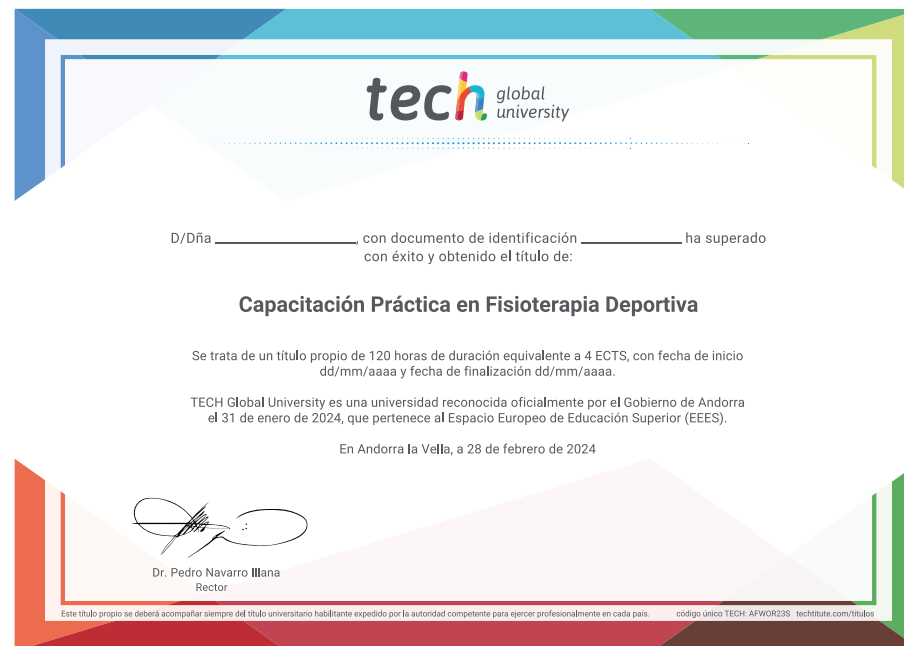 tech global university
D/Dña ____________________, con documento de identificación ______________ ha superado
con éxito y obtenido el título de:
Capacitación Práctica en Fisioterapia Deportiva
Se trata de un título propio de 120 horas de duración equivalente a 4 ECTS, con fecha de inicio
dd/mm/aaaa y fecha de finalización dd/mm/aaaa.
TECH Global University es una universidad reconocida oficialmente por el Gobierno de Andorra
el 31 de enero de 2024, que pertenece al Espacio Europeo de Educación Superior (EEES).
En Andorra la Vella, a 28 de febrero de 2024
Dr. Pedro Navarro Illana
Rector
Este título propio se deberá acompañar siempre del título universitario habilitante expedido por la autoridad competente para ejercer profesionalmente en cada país. código único TECH: AFWOR23S techtitute.com/titulos